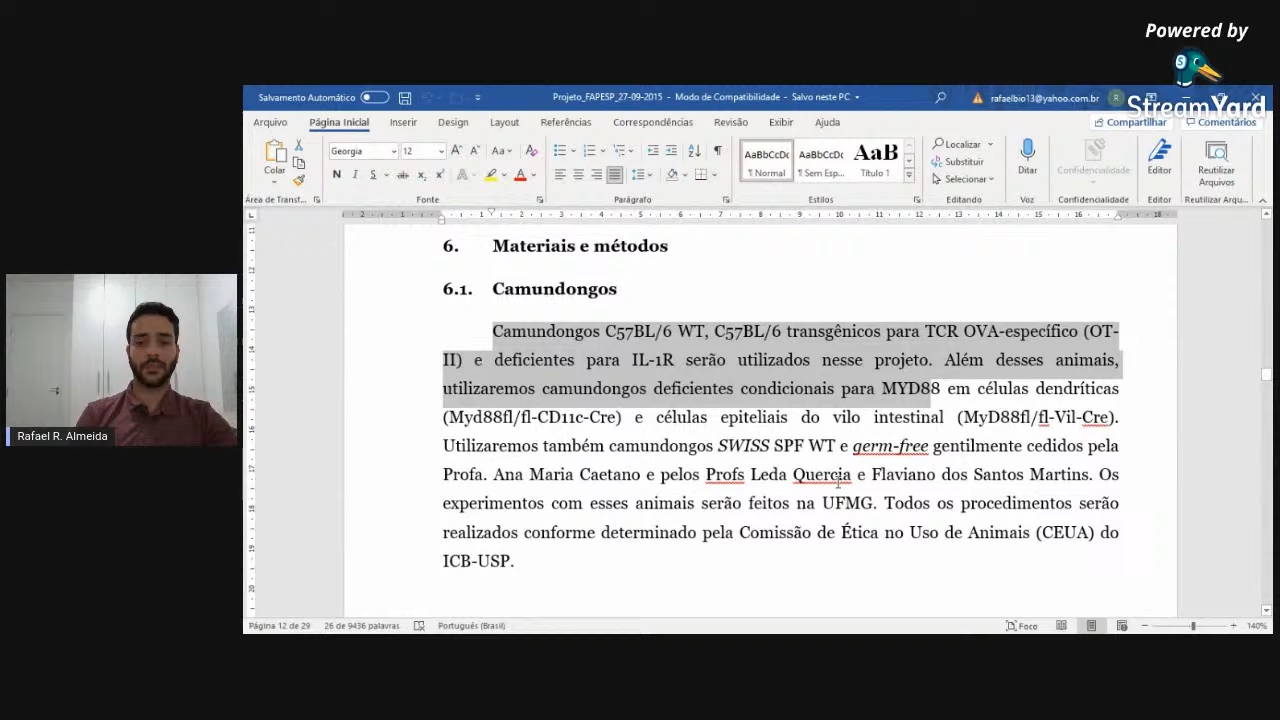 Powered by
StreamYard
Salvamento Automático
Projeto_FAPESP_27-09-2015 - Modo de Compatibilidade - Salvo neste PC
rafaelbio13@yahoo.com.br
Arquivo Página Inicial Inserir Design Layout Referências Correspondências Revisão Exibir Ajuda
Compartilhar Comentários
Colar
Georgia 12
N I S
AaBbCcDc AaBbCcDc AaB
¶ Normal ¶ Sem Esp... Título 1
Localizar
Substituir
Selecionar
Ditar
Confidencialidade
Editor
Reutilizar
Arquivos
Área de Transf... Fonte Parágrafo Estilos Editando Voz Confidencialidade Editor Reutilizar Arqu...
6. Materiais e métodos
6.1. Camundongos
Camundongos C57BL/6 WT, C57BL/6 transgênicos para TCR OVA-específico (OT-
II) e deficientes para IL-1R serão utilizados nesse projeto. Além desses animais,
utilizaremos camundongos deficientes condicionais para MYD88 em células dendríticas
(Myd88fl/fl-CD11c-Cre) e células epiteliais do vilo intestinal (MyD88fl/fl-Vil-Cre).
Utilizaremos também camundongos SWISS SPF WT e germ-free gentilmente cedidos pela
Profa. Ana Maria Caetano e pelos Profs Leda Quercia e Flaviano dos Santos Martins. Os
experimentos com esses animais serão feitos na UFMG. Todos os procedimentos serão
realizados conforme determinado pela Comissão de Ética no Uso de Animais (CEUA) do
ICB-USP.
Rafael R. Almeida
Página 12 de 29 26 de 9436 palavras Português (Brasil) Foco 140%